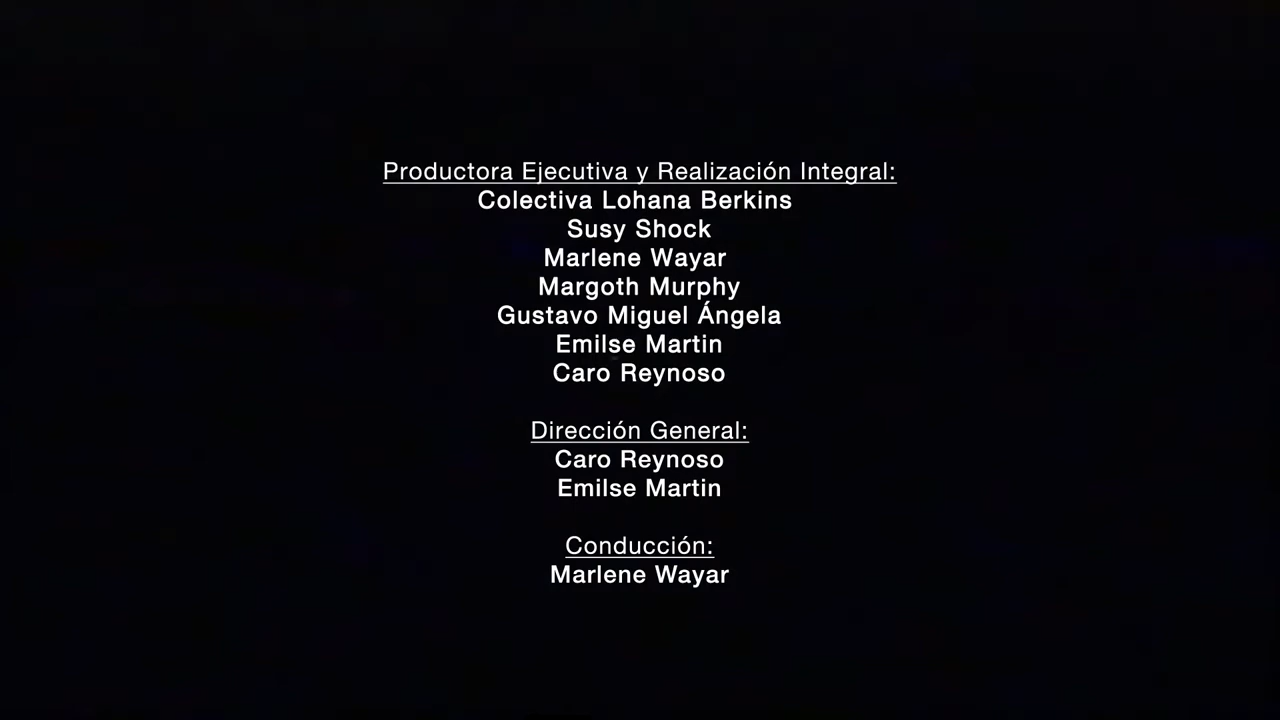 Productora Ejecutiva y Realización Integral:
Colectiva Lohana Berkins
Susy Shock
Marlene Wayar
Margoth Murphy
Gustavo Miguel Ángela
Emilse Martin
Caro Reynoso
Dirección General:
Caro Reynoso
Emilse Martin
Conducción:
Marlene Wayar